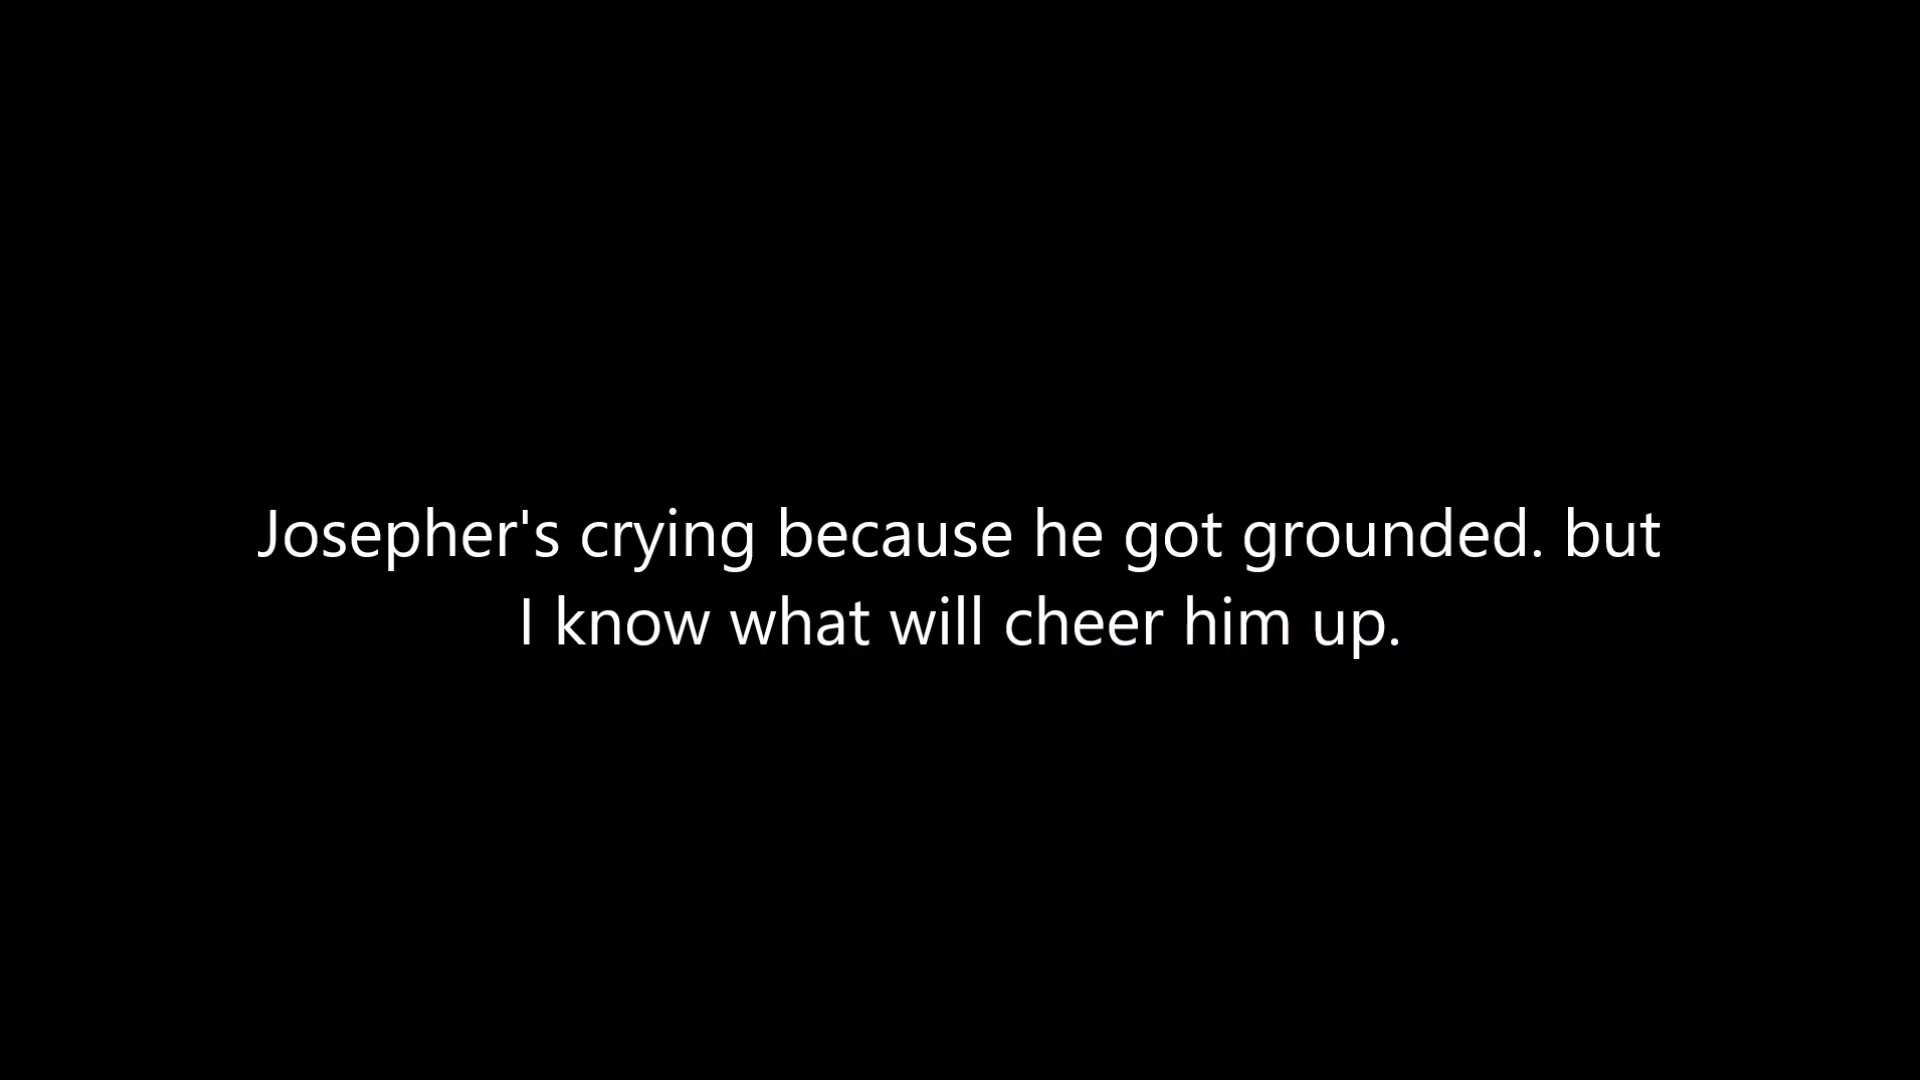 Josepher's crying because he got grounded. but
I know what will cheer him up.